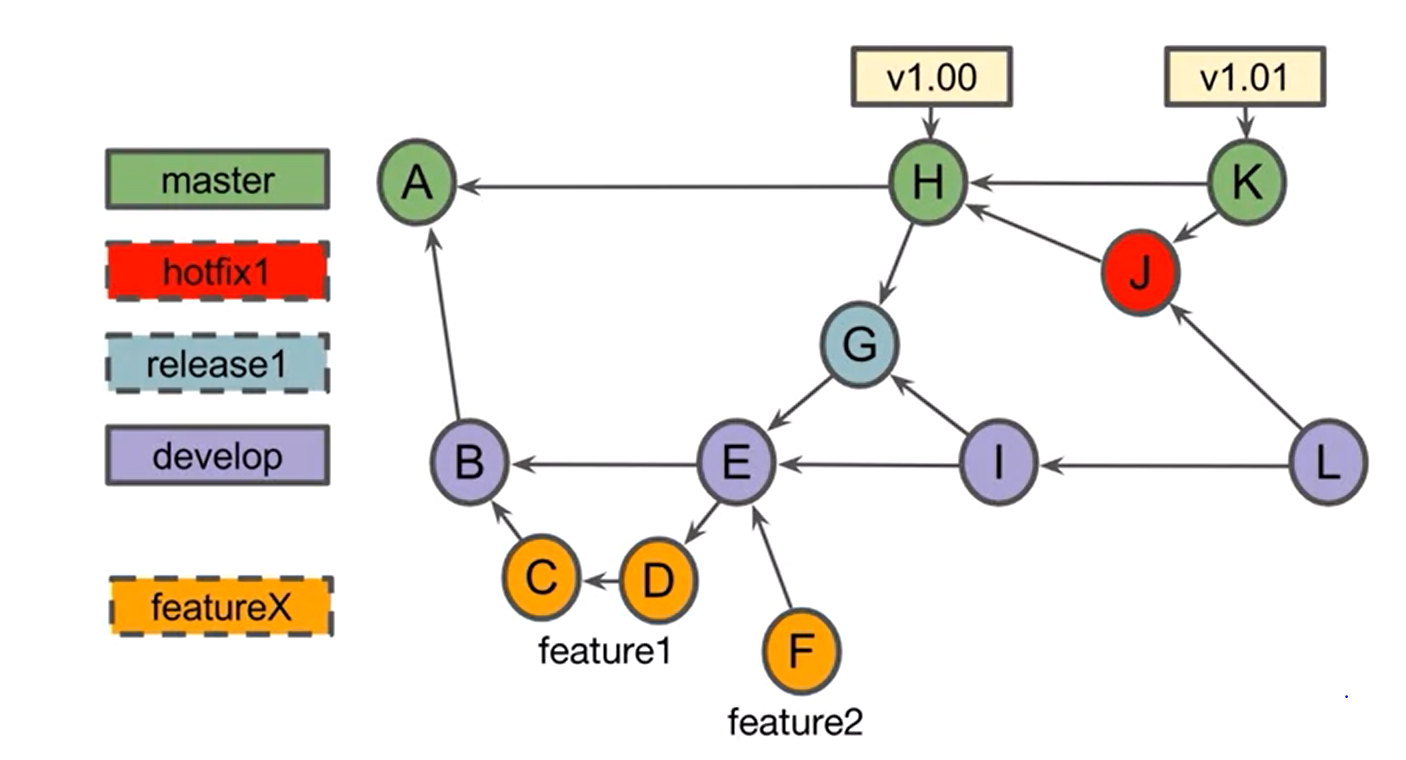 v1.00
v1.01
master
A
H
K
hotfix1
J
release1
G
develop
B
E
I
L
featureX
C
D
feature1
F
feature2